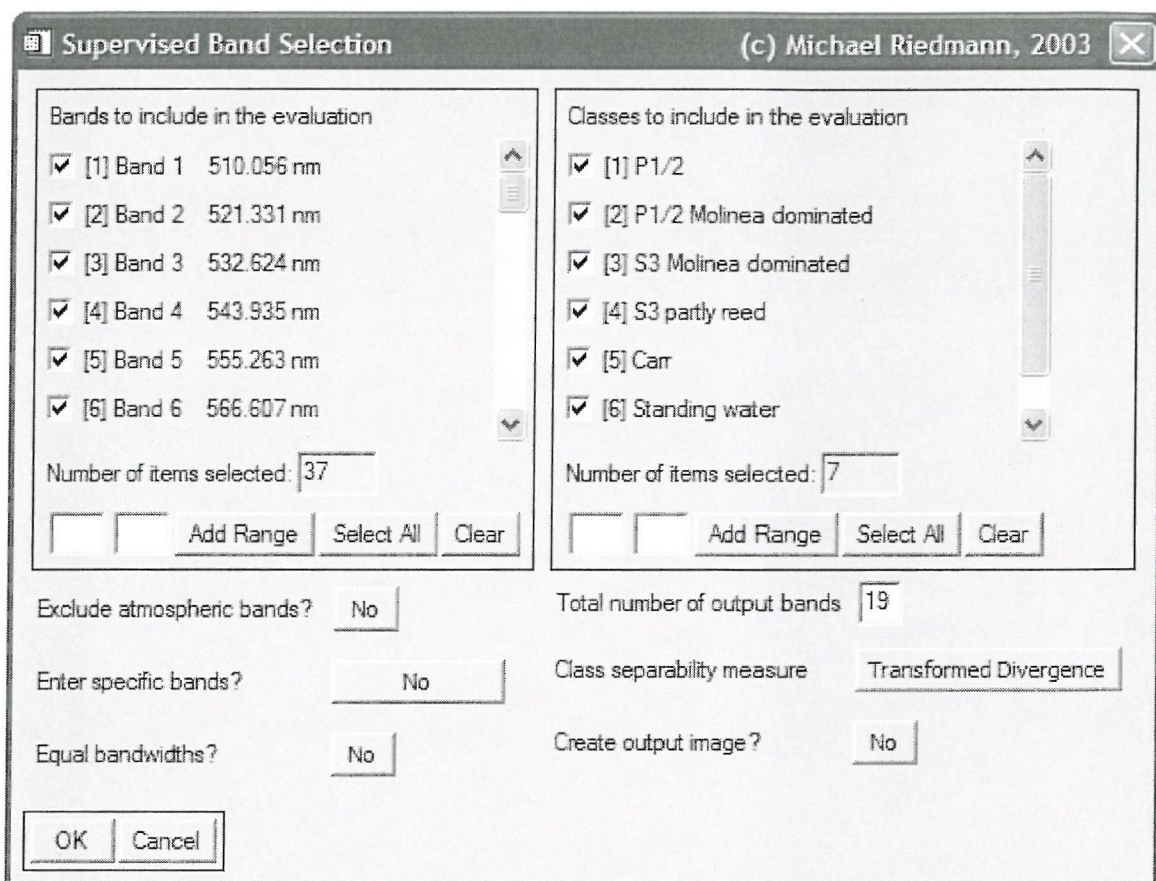 Supervised Band Selection (c) Michael Riedmann, 2003
Bands to include in the evaluation
[1] Band 1 510.056 nm
[2] Band 2 521.331 nm
[3] Band 3 532.624 nm
[4] Band 4 543.935 nm
[5] Band 5 555.263 nm
[6] Band 6 566.607 nm
Number of items selected: 37
Add Range Select All Clear
Classes to include in the evaluation
[1] P1/2
[2] P1/2 Molinea dominated
[3] S3 Molinea dominated
[4] S3 partly reed
[5] Carr
[6] Standing water
Number of items selected: 7
Add Range Select All Clear
Exclude atmospheric bands? No
Enter specific bands? No
Equal bandwidths? No
Total number of output bands 19
Class separability measure Transformed Divergence
Create output image? No
OK Cancel